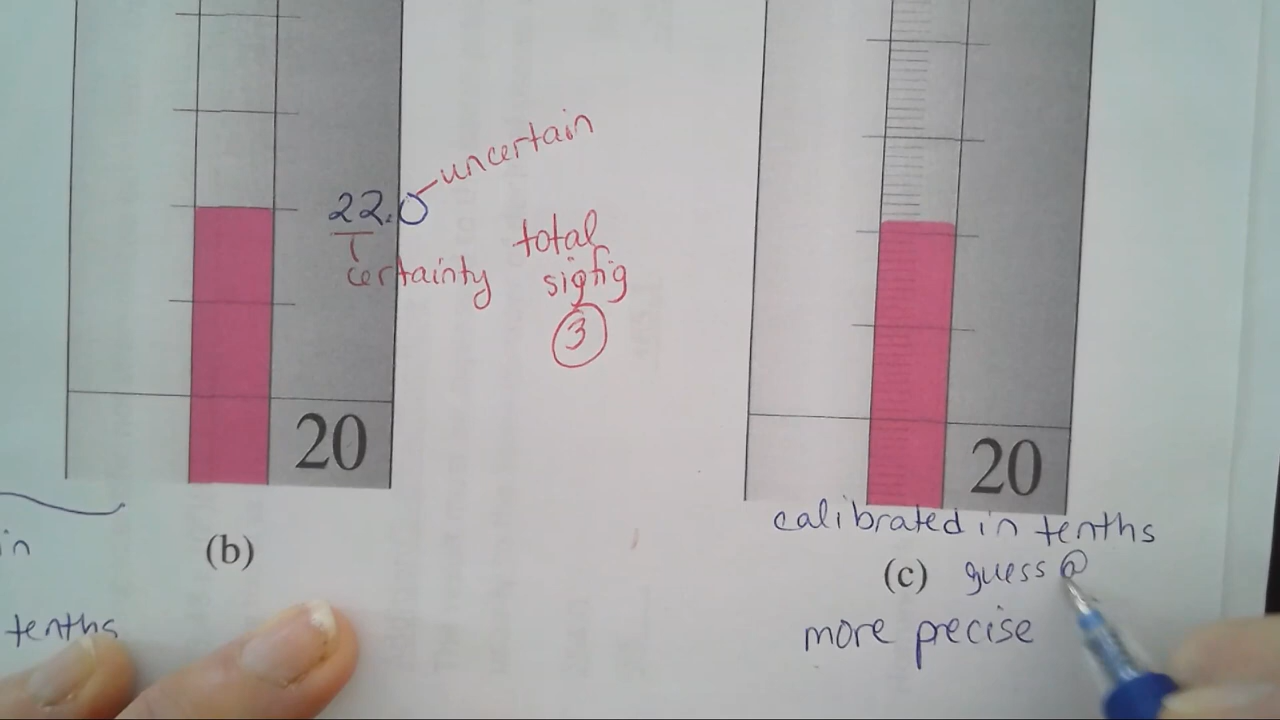 uncertain
22.0
certainty
total
sigfig
3
20
20
in
tenths
(b)
calibrated in tenths
(c) guess @
more precise